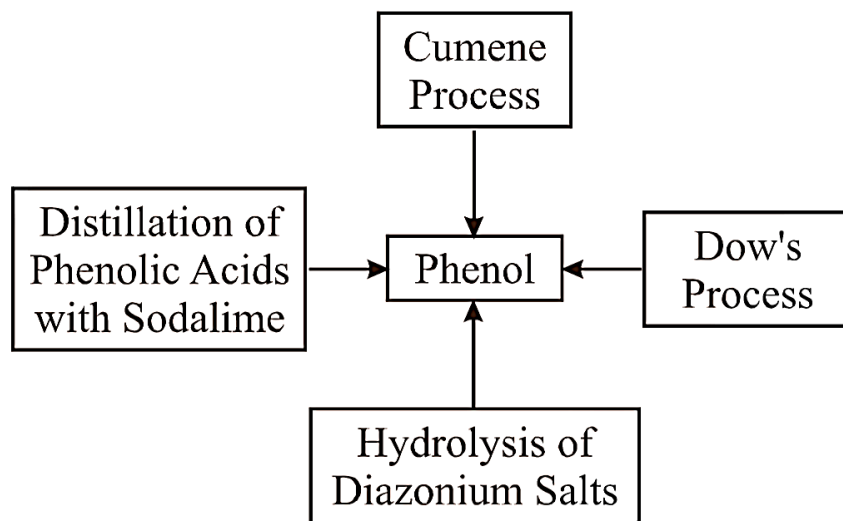 Cumene
Process
Distillation of
Phenolic Acids
with Sodalime
Phenol
Dow's
Process
Hydrolysis of
Diazonium Salts